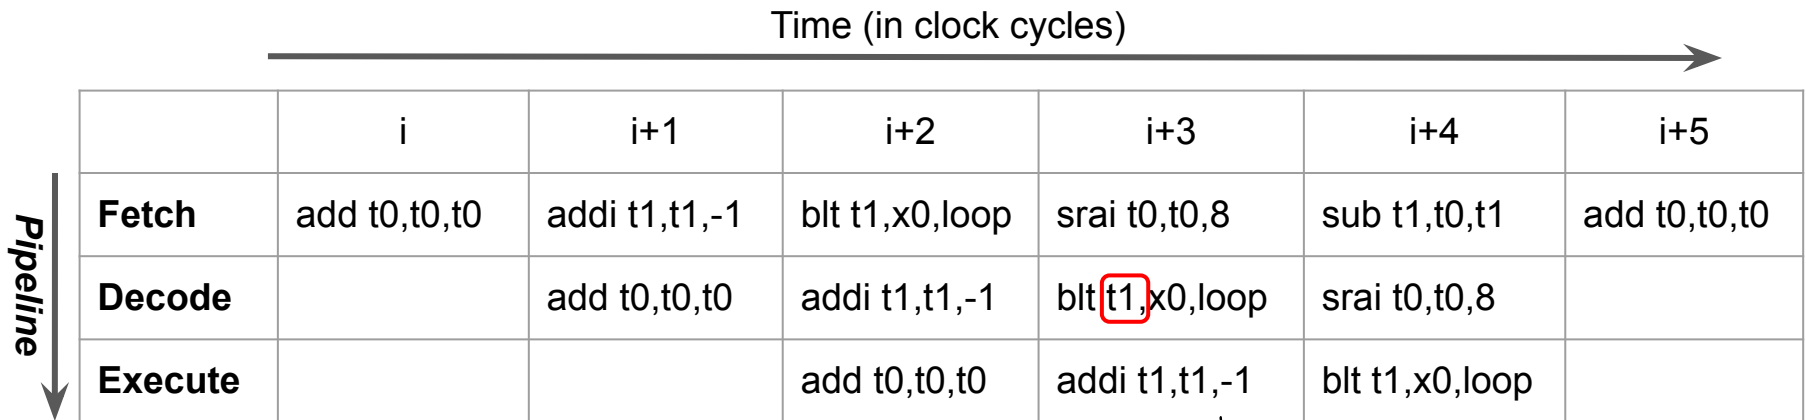 Time (in clock cycles)
i i+1 i+2 i+3 i+4 i+5
Pipeline
Fetch add t0,t0,t0 addi t1,t1,-1 blt t1,x0,loop srai t0,t0,8 sub t1,t0,t1 add t0,t0,t0
Decode add t0,t0,t0 addi t1,t1,-1 blt t1,x0,loop srai t0,t0,8
Execute add t0,t0,t0 addi t1,t1,-1 blt t1,x0,loop